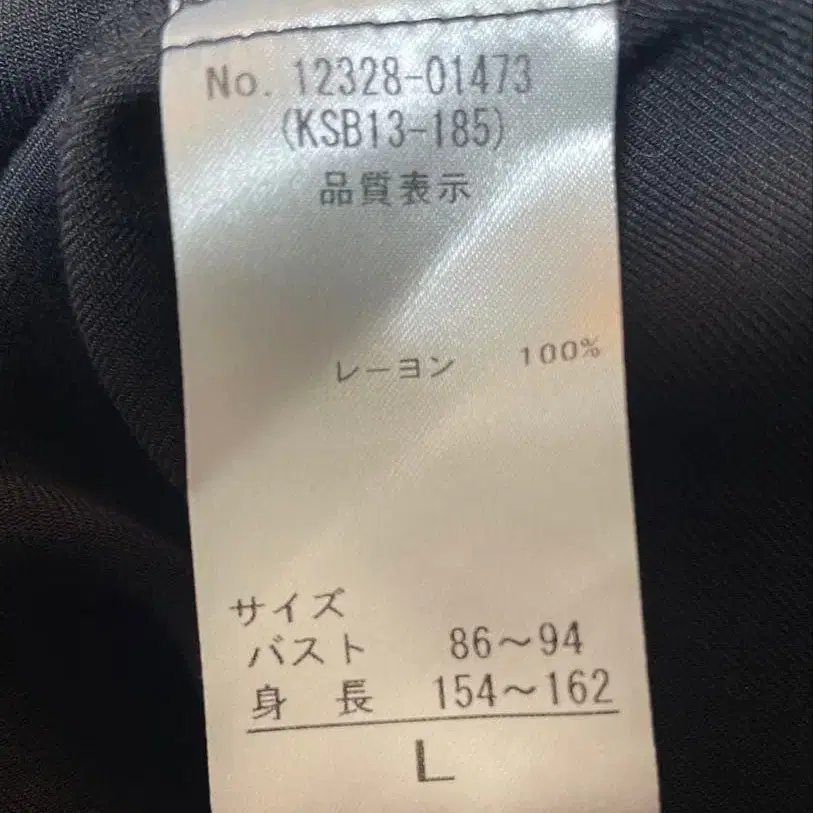 No. 12328-01473
(KSB13-185)
品質表示
レーヨン 100%
サイズ
バスト 86～94
身 長 154～162
L